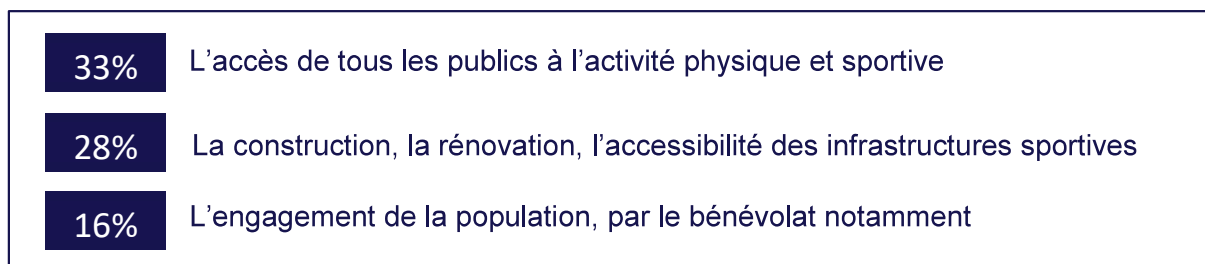 33% L’accès de tous les publics à l’activité physique et sportive
28% La construction, la rénovation, l’accessibilité des infrastructures sportives
16% L’engagement de la population, par le bénévolat notamment